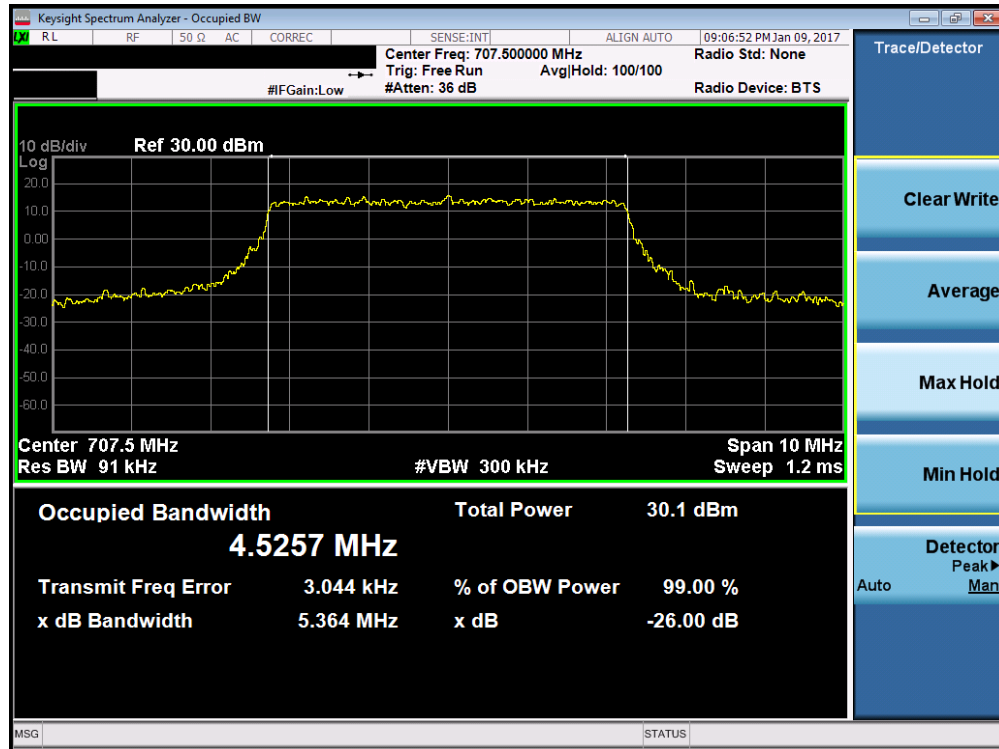 Keysight Spectrum Analyzer - Occupied BW
LXI RL RF 50 Ω AC CORREC SENSE:INT ALIGN AUTO 09:06:52 PM Jan 09, 2017
Center Freq: 707.500000 MHz Radio Std: None
Trig: Free Run Avg|Hold: 100/100
#IFGain:Low #Atten: 36 dB Radio Device: BTS
Trace/Detector
10 dB/div Ref 30.00 dBm
Log
20.0
10.0
0.00
-10.0
-20.0
-30.0
-40.0
-50.0
-60.0
Center 707.5 MHz Span 10 MHz
Res BW 91 kHz #VBW 300 kHz Sweep 1.2 ms
Occupied Bandwidth Total Power 30.1 dBm
4.5257 MHz
Transmit Freq Error 3.044 kHz % of OBW Power 99.00 %
x dB Bandwidth 5.364 MHz x dB -26.00 dB
Clear Write
Average
Max Hold
Min Hold
Detector
Peak▶
Auto Man
MSG STATUS